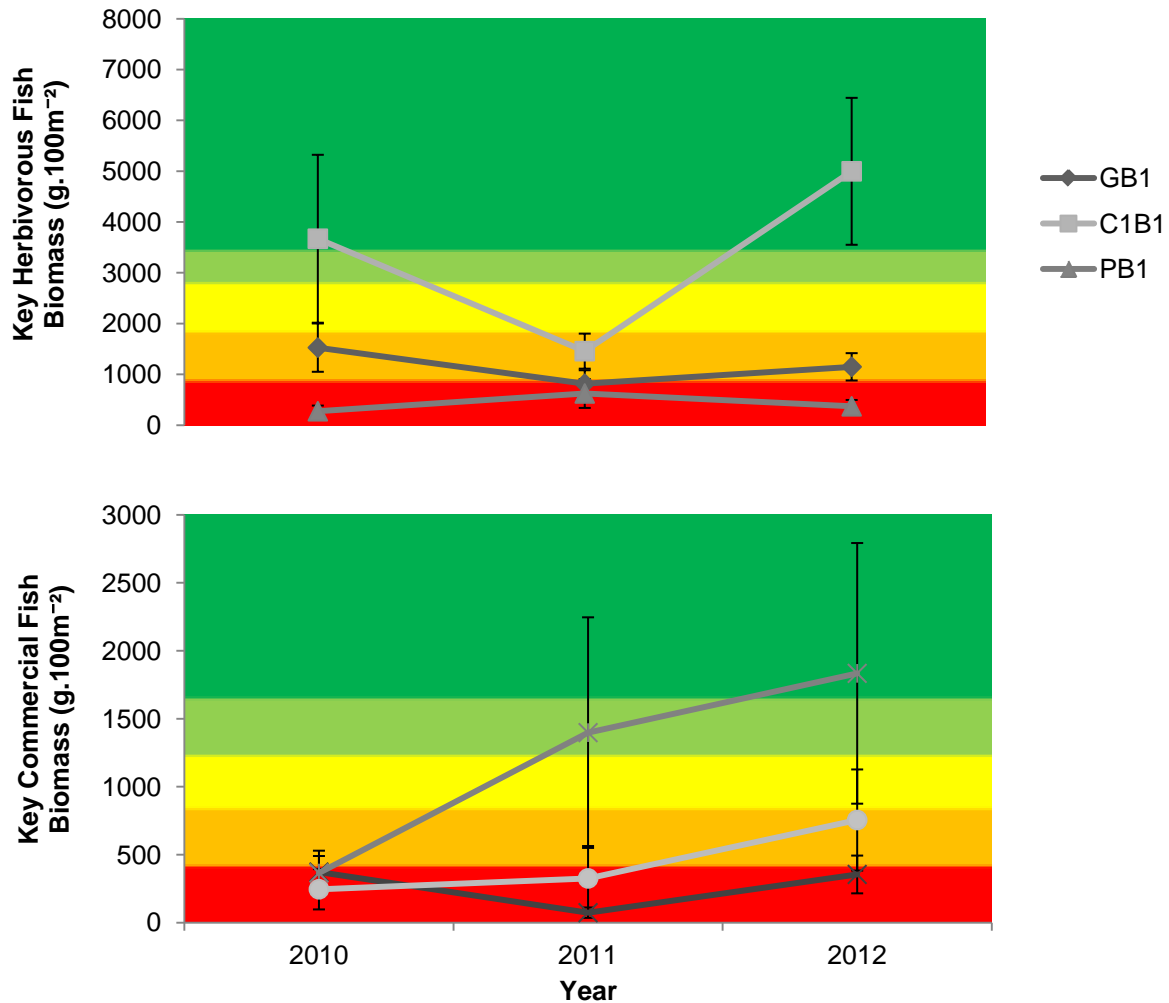 Key Herbivorous Fish
Biomass (g.100m⁻²)
8000
7000
6000
5000
4000
3000
2000
1000
0
GB1
C1B1
PB1
Key Commercial Fish
Biomass (g.100m⁻²)
3000
2500
2000
1500
1000
500
0
2010
2011
2012
Year